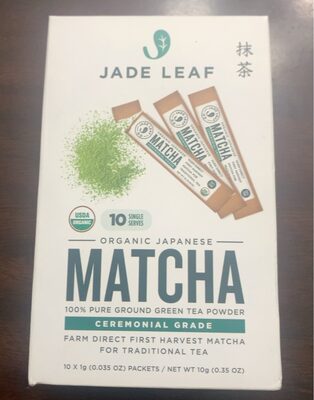 JADE LEAF
抹
茶
MATCHA
MATCHA
MATCHA
USDA
ORGANIC
10 SINGLE
SERVES
ORGANIC JAPANESE
MATCHA
100% PURE GROUND GREEN TEA POWDER
CEREMONIAL GRADE
FARM DIRECT FIRST HARVEST MATCHA
FOR TRADITIONAL TEA
10 X 1g (0.035 OZ) PACKETS / NET WT 10g (0.35 OZ)